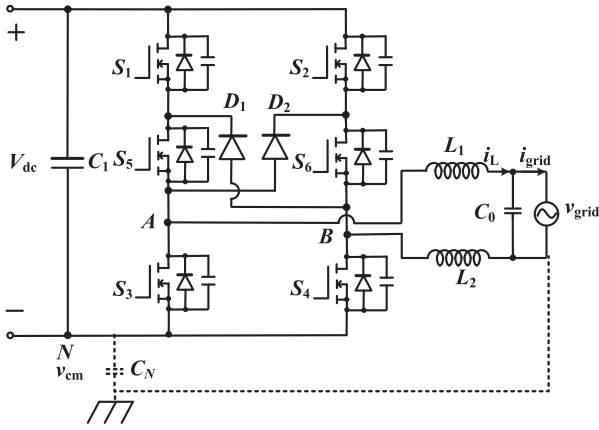 +
S1
S2
D1
D2
Vdc
C1
S5
S6
L1
iL
igrid
A
C0
vgrid
B
L2
S3
S4
−
N
vcm
CN